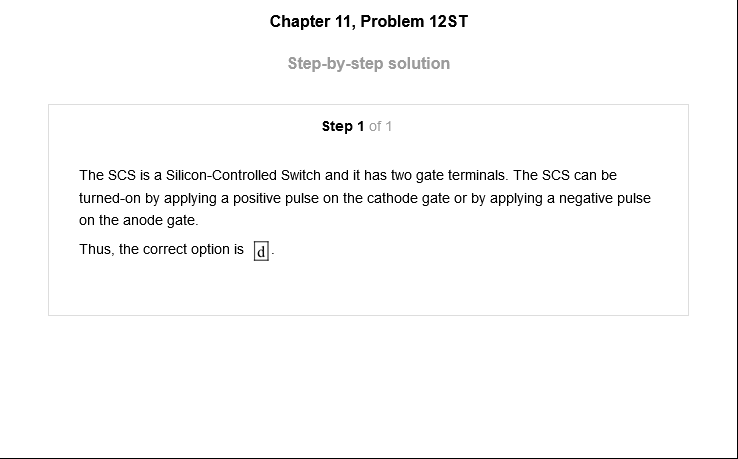 Chapter 11, Problem 12ST
Step-by-step solution
Step 1 of 1
The SCS is a Silicon-Controlled Switch and it has two gate terminals. The SCS can be
turned-on by applying a positive pulse on the cathode gate or by applying a negative pulse
on the anode gate.
Thus, the correct option is d.